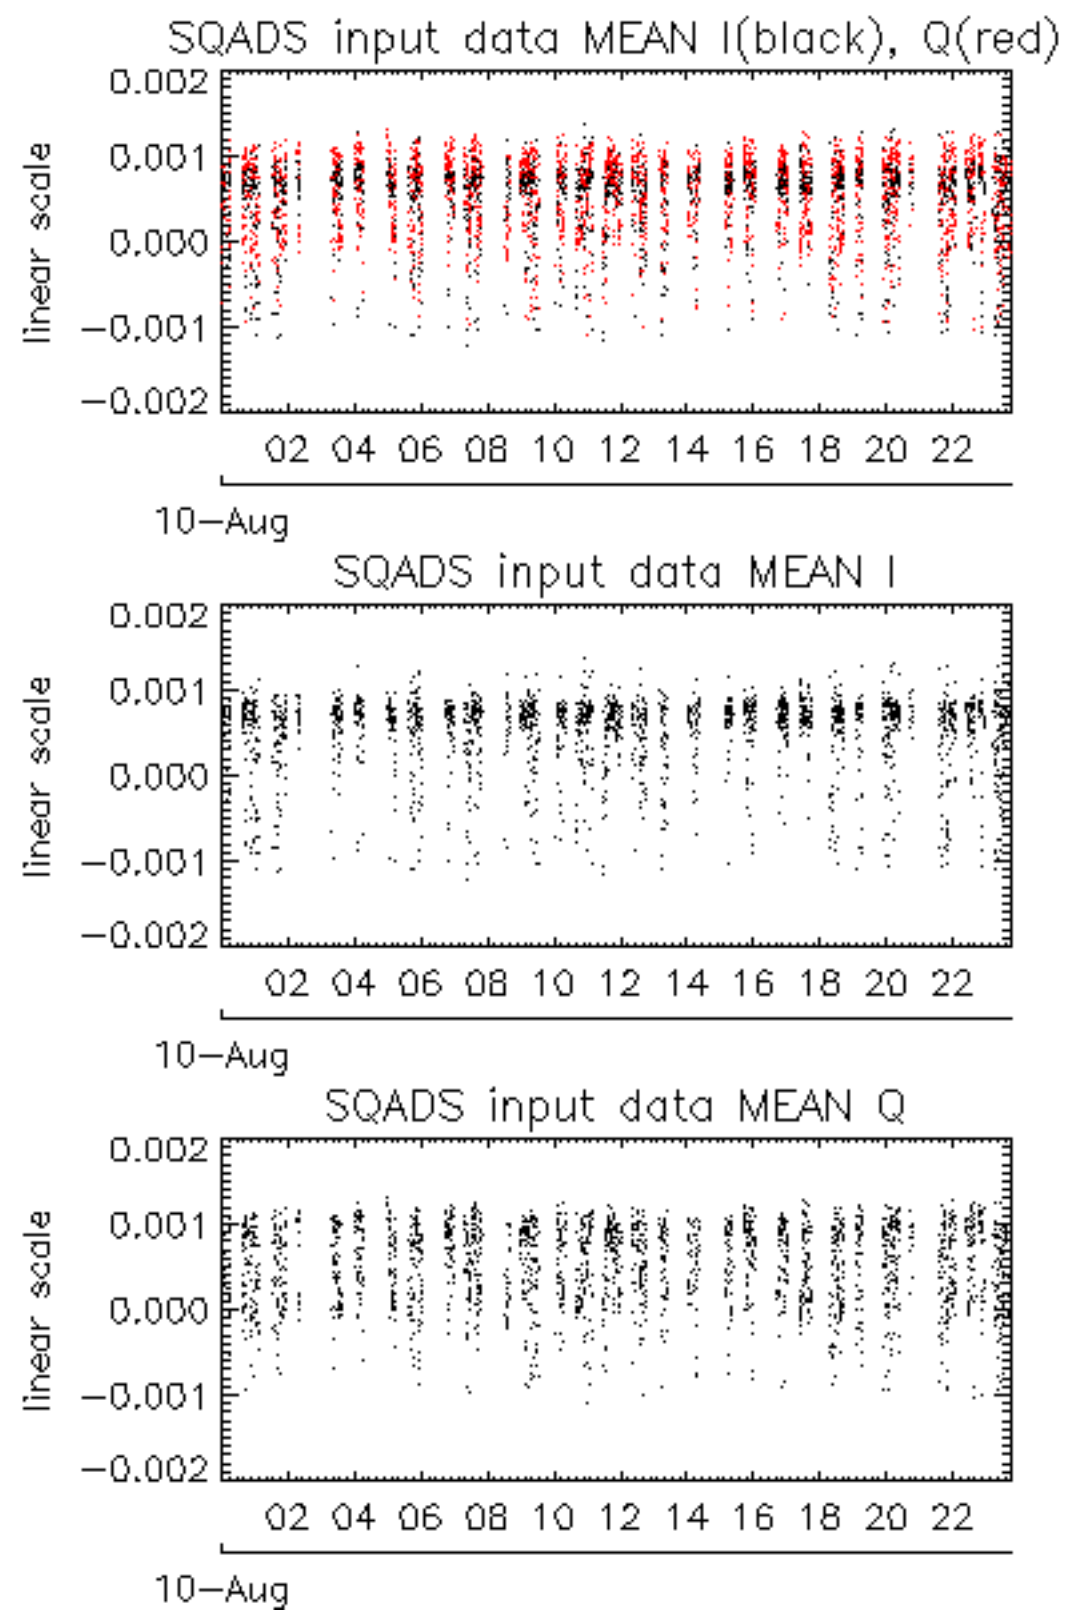 SQADS input data MEAN I(black), Q(red)
0.002
0.001
0.000
−0.001
−0.002
linear scale
02 04 06 08 10 12 14 16 18 20 22
10−Aug
SQADS input data MEAN I
0.002
0.001
0.000
−0.001
−0.002
linear scale
02 04 06 08 10 12 14 16 18 20 22
10−Aug
SQADS input data MEAN Q
0.002
0.001
0.000
−0.001
−0.002
linear scale
02 04 06 08 10 12 14 16 18 20 22
10−Aug